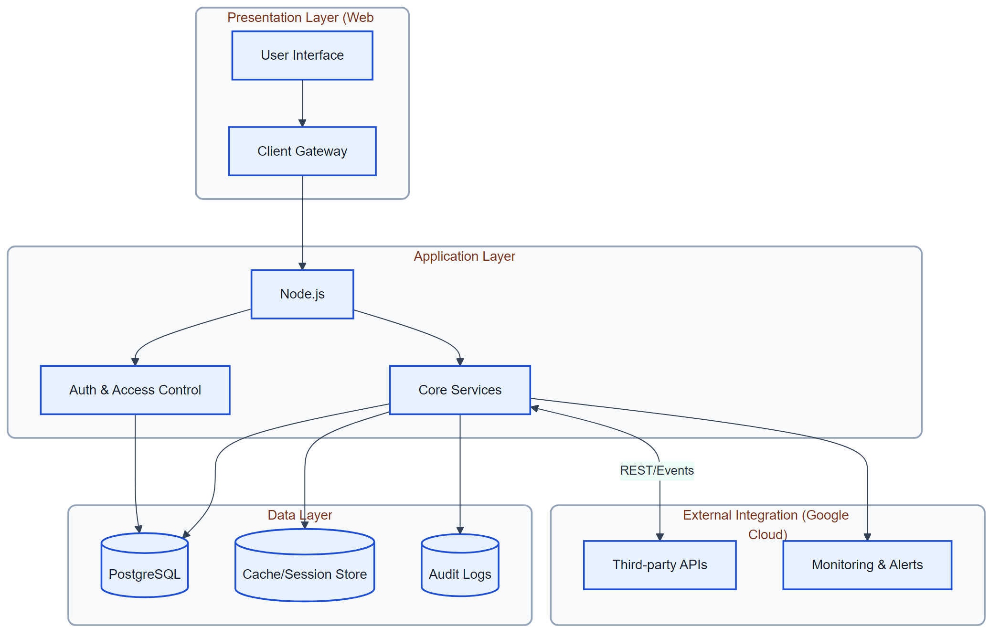 Presentation Layer (Web
User Interface
Client Gateway
Application Layer
Node.js
Auth & Access Control
Core Services
REST/Events
Data Layer
External Integration (Google
Cloud)
PostgreSQL
Cache/Session Store
Audit Logs
Third-party APIs
Monitoring & Alerts